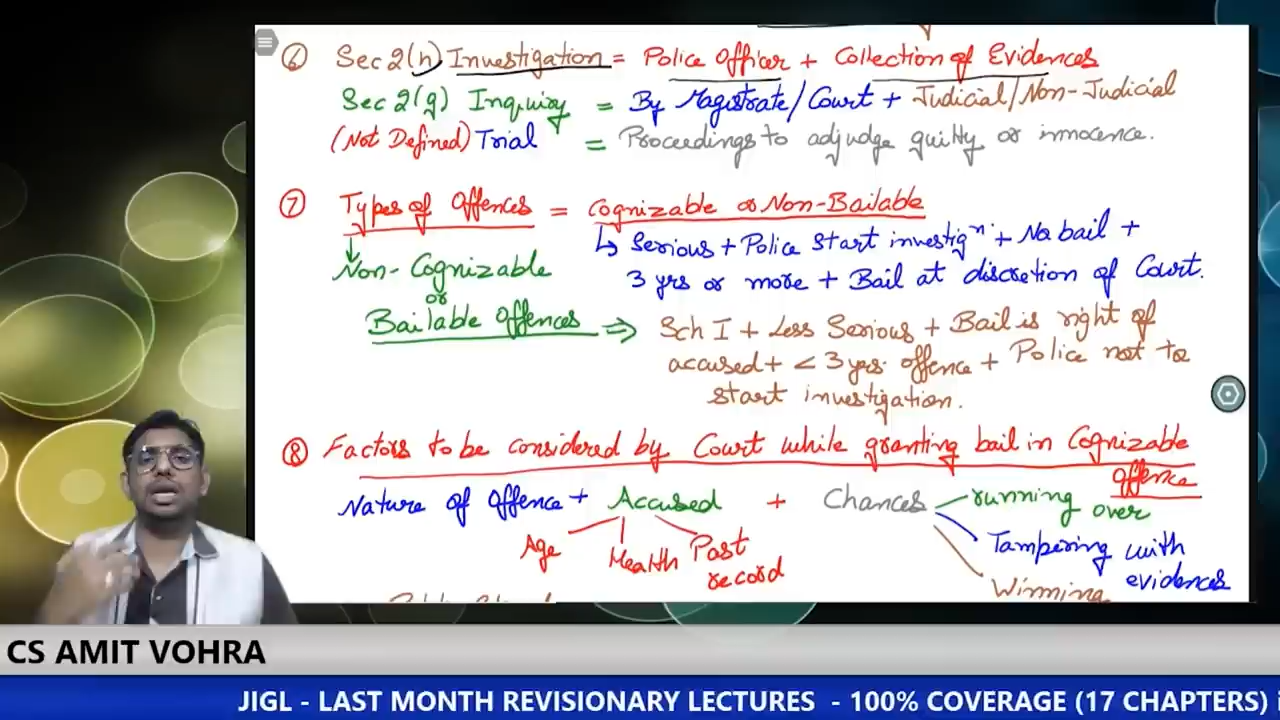 ⑥ Sec 2(h) Investigation = Police Officer + Collection of Evidences
Sec 2(g) Inquiry = By Magistrate/Court + Judicial/Non-Judicial
(Not Defined) Trial = Proceedings to adjudge guilty or innocence.
⑦ Types of Offences = Cognizable or Non-Bailable
↳ Serious + Police start investigⁿ + No bail +
3 yrs or more + Bail at discretion of Court.
Non-Cognizable
or
Bailable Offences ⇒ Sch I + Less Serious + Bail is right of
accused + < 3 yrs. offence + Police not to
start investigation.
⑧ Factors to be considered by Court while granting bail in Cognizable
offence
Nature of offence + Accused + Chances
running over
Age Health Past record
Tampering with evidences
Winning
CS AMIT VOHRA
JIGL - LAST MONTH REVISIONARY LECTURES - 100% COVERAGE (17 CHAPTERS)